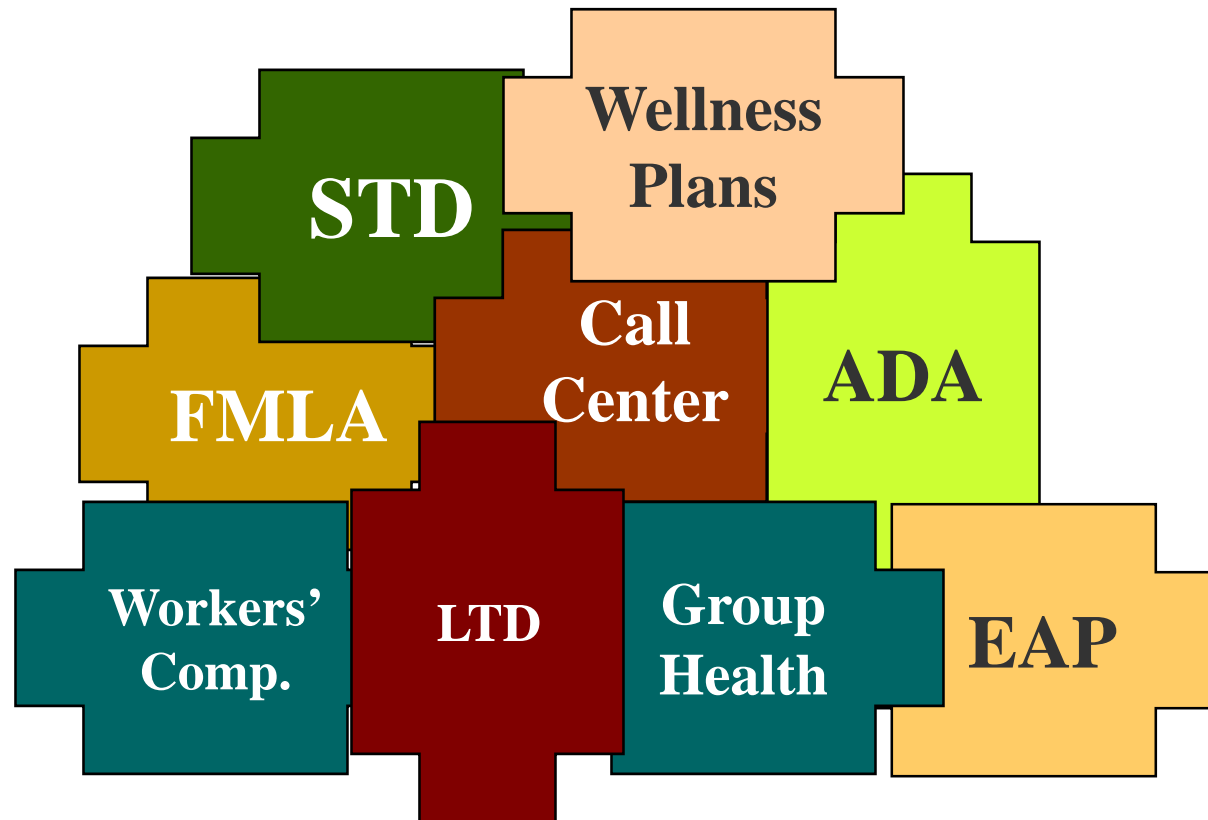 Wellness
Plans
STD
Call
Center
ADA
FMLA
Workers’
Comp.
LTD
Group
Health
EAP